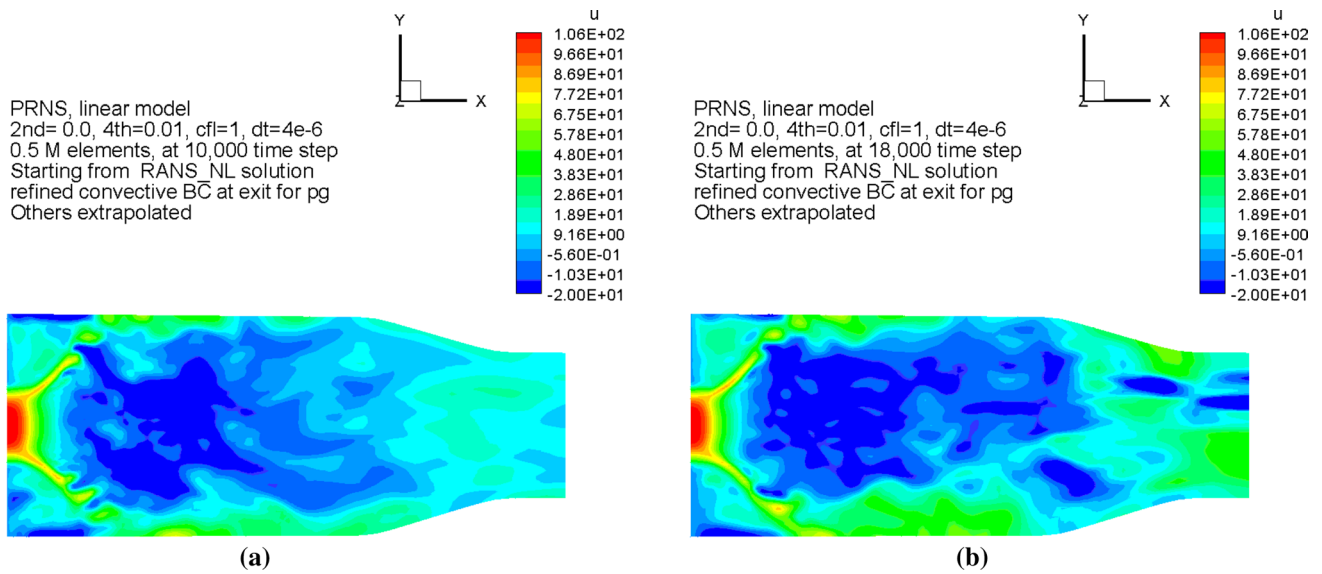 u
1.06E+02
9.66E+01
8.69E+01
7.72E+01
6.75E+01
5.78E+01
4.80E+01
3.83E+01
2.86E+01
1.89E+01
9.16E+00
-5.60E-01
-1.03E+01
-2.00E+01
Y
Z X
PRNS, linear model
2nd= 0.0, 4th=0.01, cfl=1, dt=4e-6
0.5 M elements, at 10,000 time step
Starting from RANS_NL solution
refined convective BC at exit for pg
Others extrapolated
(a)
u
1.06E+02
9.66E+01
8.69E+01
7.72E+01
6.75E+01
5.78E+01
4.80E+01
3.83E+01
2.86E+01
1.89E+01
9.16E+00
-5.60E-01
-1.03E+01
-2.00E+01
Y
Z X
PRNS, linear model
2nd= 0.0, 4th=0.01, cfl=1, dt=4e-6
0.5 M elements, at 18,000 time step
Starting from RANS_NL solution
refined convective BC at exit for pg
Others extrapolated
(b)